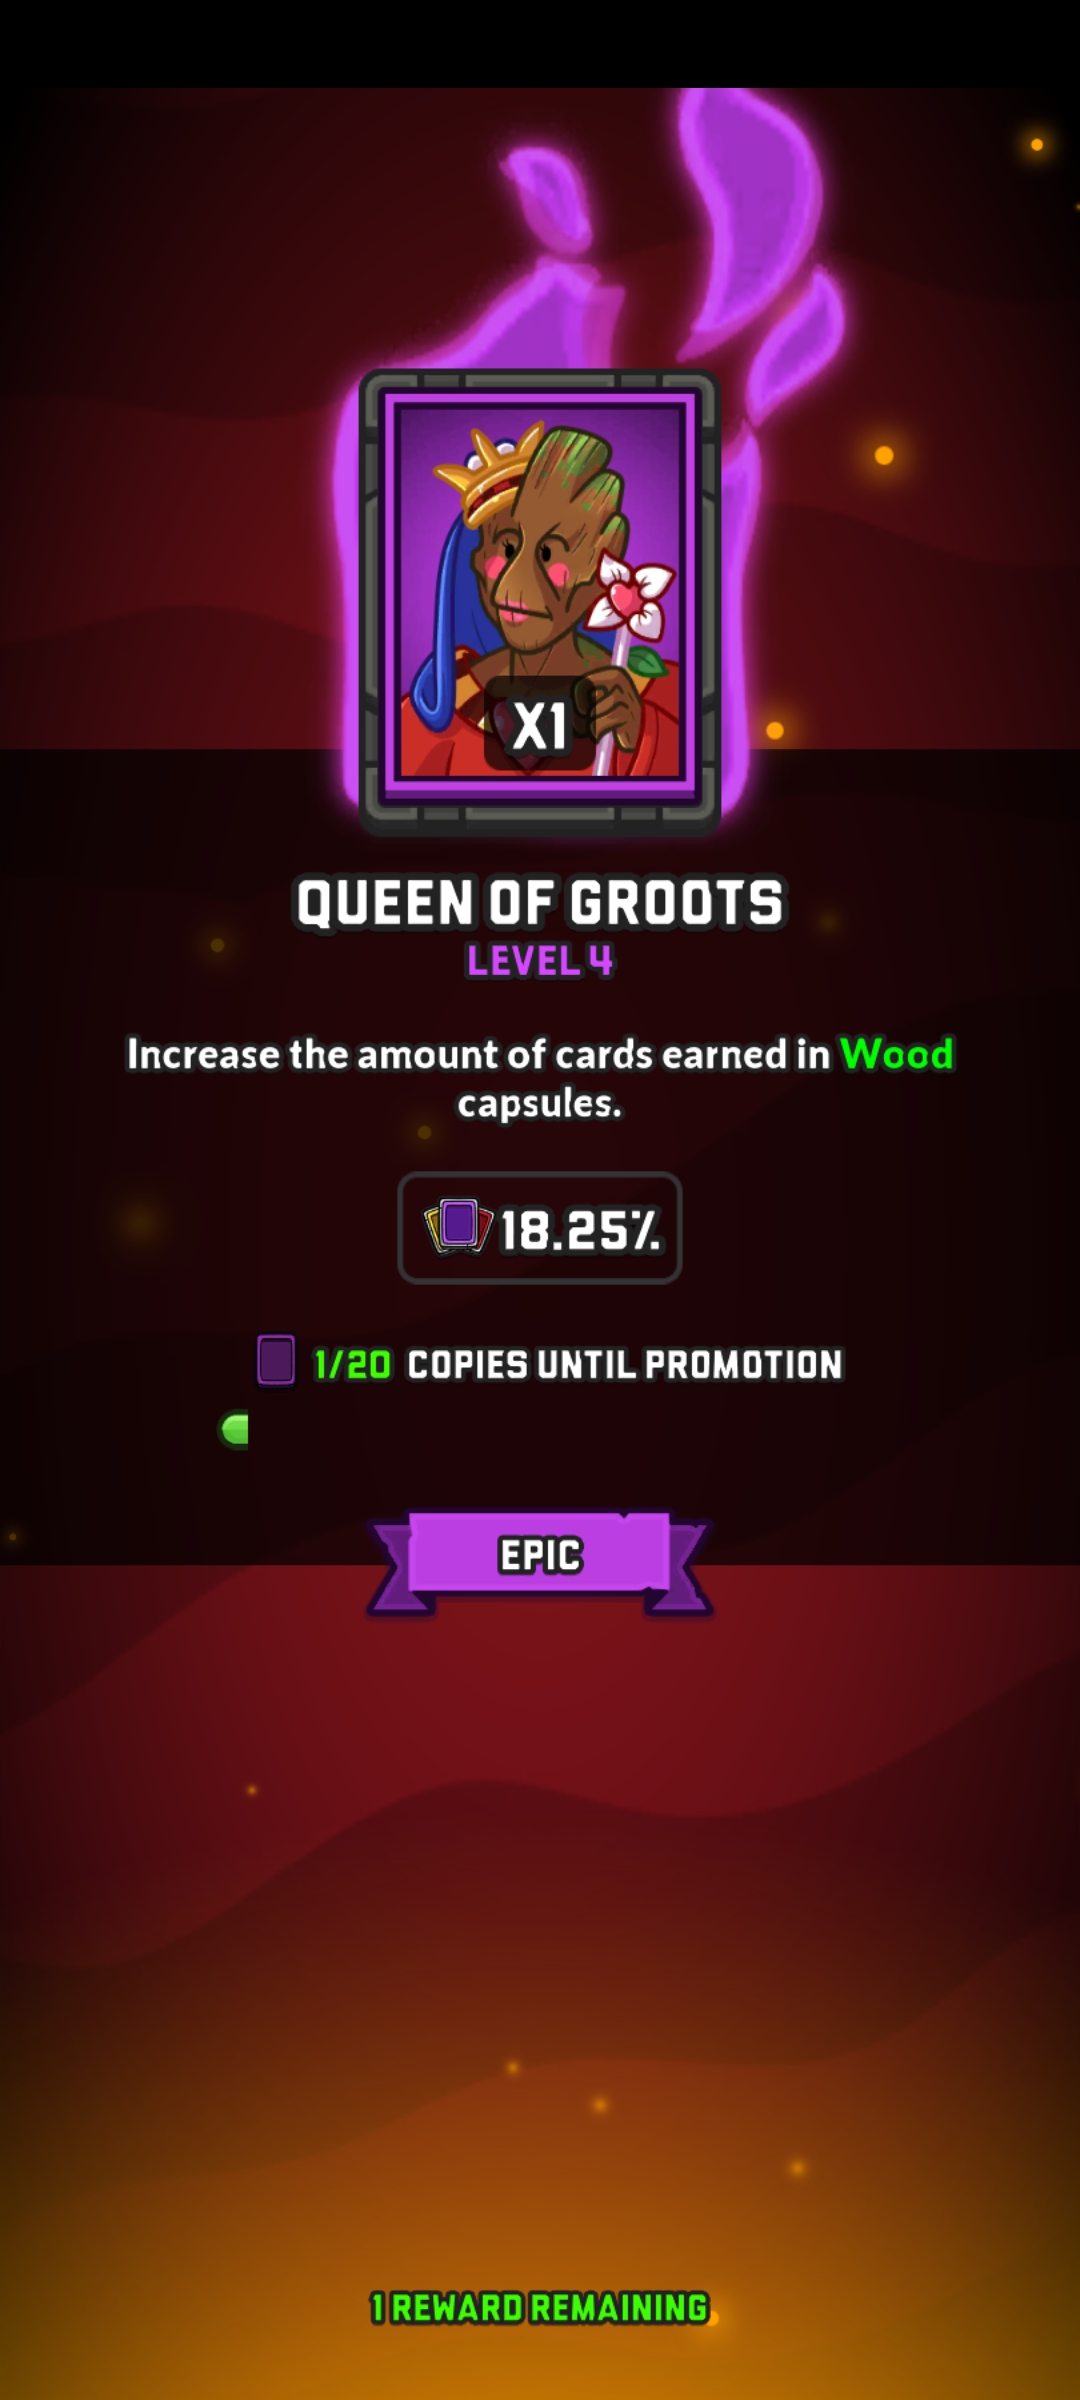 X1
QUEEN OF GROOTS
LEVEL 4
Increase the amount of cards earned in Wood
capsules.
18.25%
1/20 COPIES UNTIL PROMOTION
EPIC
1 REWARD REMAINING